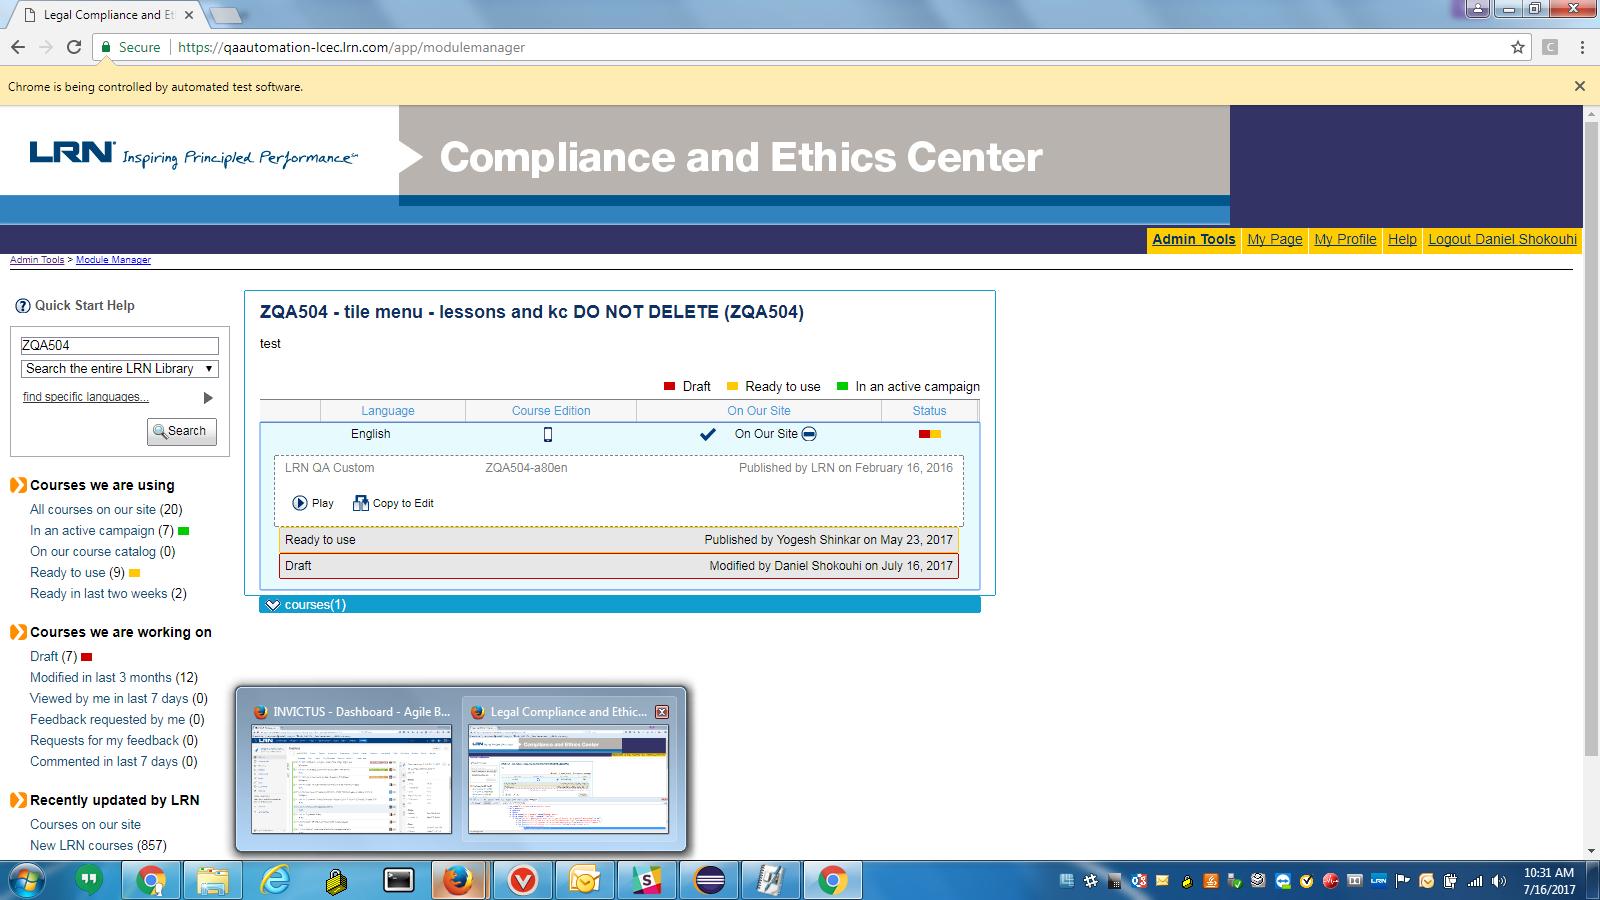 Legal Compliance and Et
Secure
https://qaautomation-lcec.lrn.com/app/modulemanager
Chrome is being controlled by automated test software.
LRN Inspiring Principled Performance
Compliance and Ethics Center
Admin Tools My Page My Profile Help Logout Daniel Shokouhi
Admin Tools > Module Manager
Quick Start Help
ZQA504
Search the entire LRN Library
find specific languages...
Search
Courses we are using
All courses on our site (20)
In an active campaign (7)
On our course catalog (0)
Ready to use (9)
Ready in last two weeks (2)
Courses we are working on
Draft (7)
Modified in last 3 months (12)
Viewed by me in last 7 days (0)
Feedback requested by me (0)
Requests for my feedback (0)
Commented in last 7 days (0)
Recently updated by LRN
Courses on our site
New LRN courses (857)
ZQA504 - tile menu - lessons and kc DO NOT DELETE (ZQA504)
test
Draft Ready to use In an active campaign
Language Course Edition On Our Site Status
English On Our Site
LRN QA Custom ZQA504-a80en Published by LRN on February 16, 2016
Play Copy to Edit
Ready to use Published by Yogesh Shinkar on May 23, 2017
Draft Modified by Daniel Shokouhi on July 16, 2017
courses(1)
INVICTUS - Dashboard - Agile B...
Legal Compliance and Ethic...
Compliance and Ethics Center
10:31 AM
7/16/2017